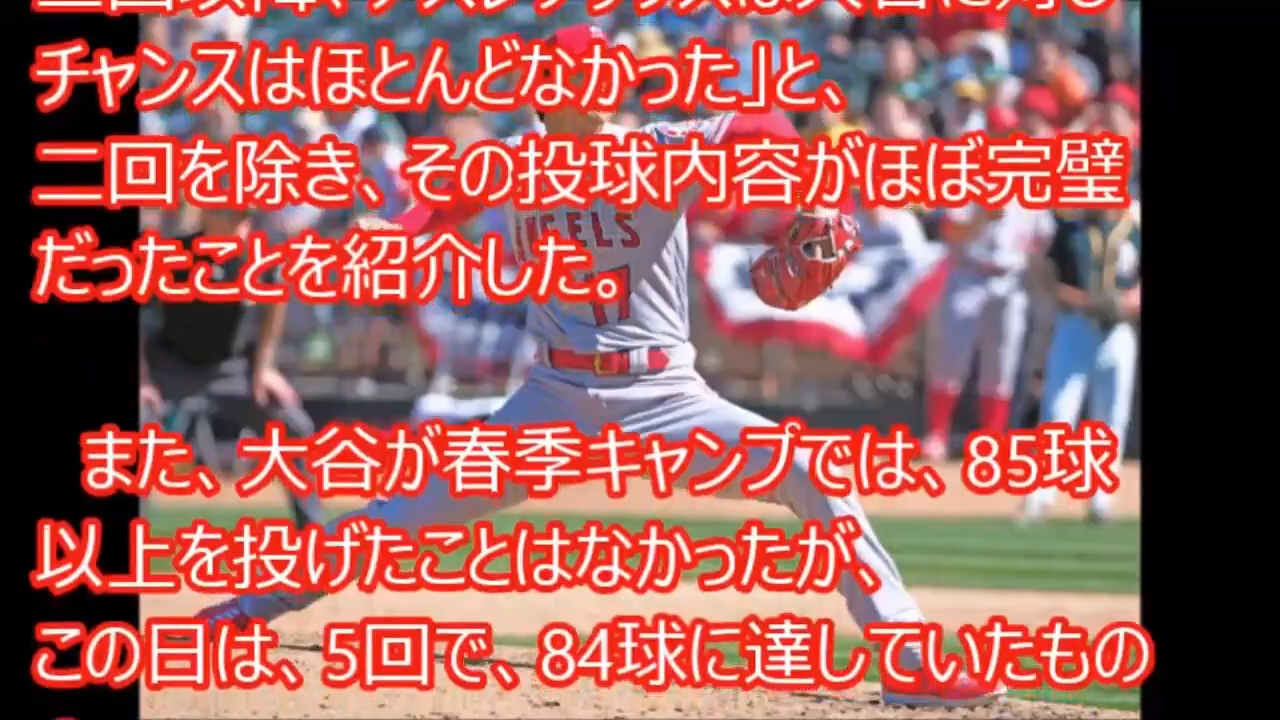 チャンスはほとんどなかった」と、
二回を除き、その投球内容がほぼ完璧
だったことを紹介した。
ANGELS
17
また、大谷が春季キャンプでは、85球
以上を投げたことはなかったが、
この日は、5回で、84球に達していたもの